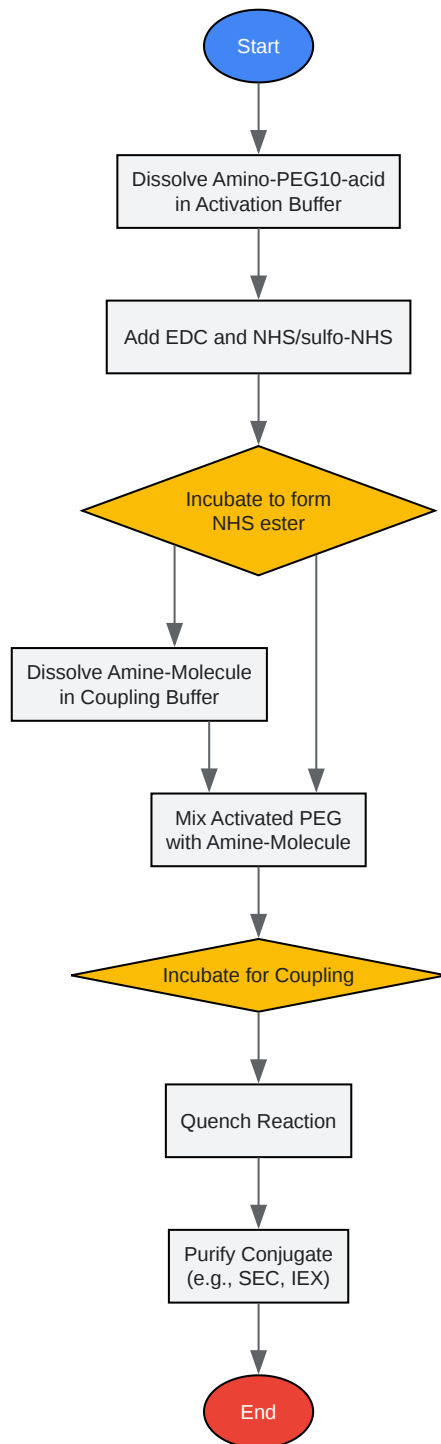 Start
Dissolve Amino-PEG10-acid
in Activation Buffer
Add EDC and NHS/sulfo-NHS
Incubate to form
NHS ester
Dissolve Amine-Molecule
in Coupling Buffer
Mix Activated PEG
with Amine-Molecule
Incubate for Coupling
Quench Reaction
Purify Conjugate
(e.g., SEC, IEX)
End